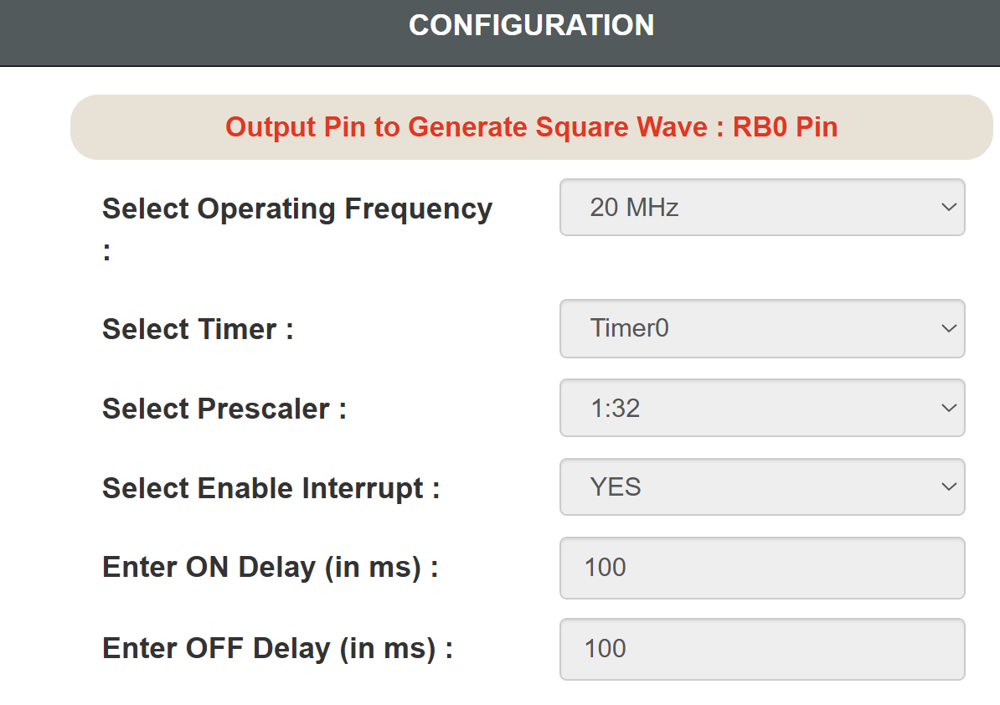 CONFIGURATION
Output Pin to Generate Square Wave : RB0 Pin
Select Operating Frequency
:
20 MHz
Select Timer :
Timer0
Select Prescaler :
1:32
Select Enable Interrupt :
YES
Enter ON Delay (in ms) :
100
Enter OFF Delay (in ms) :
100